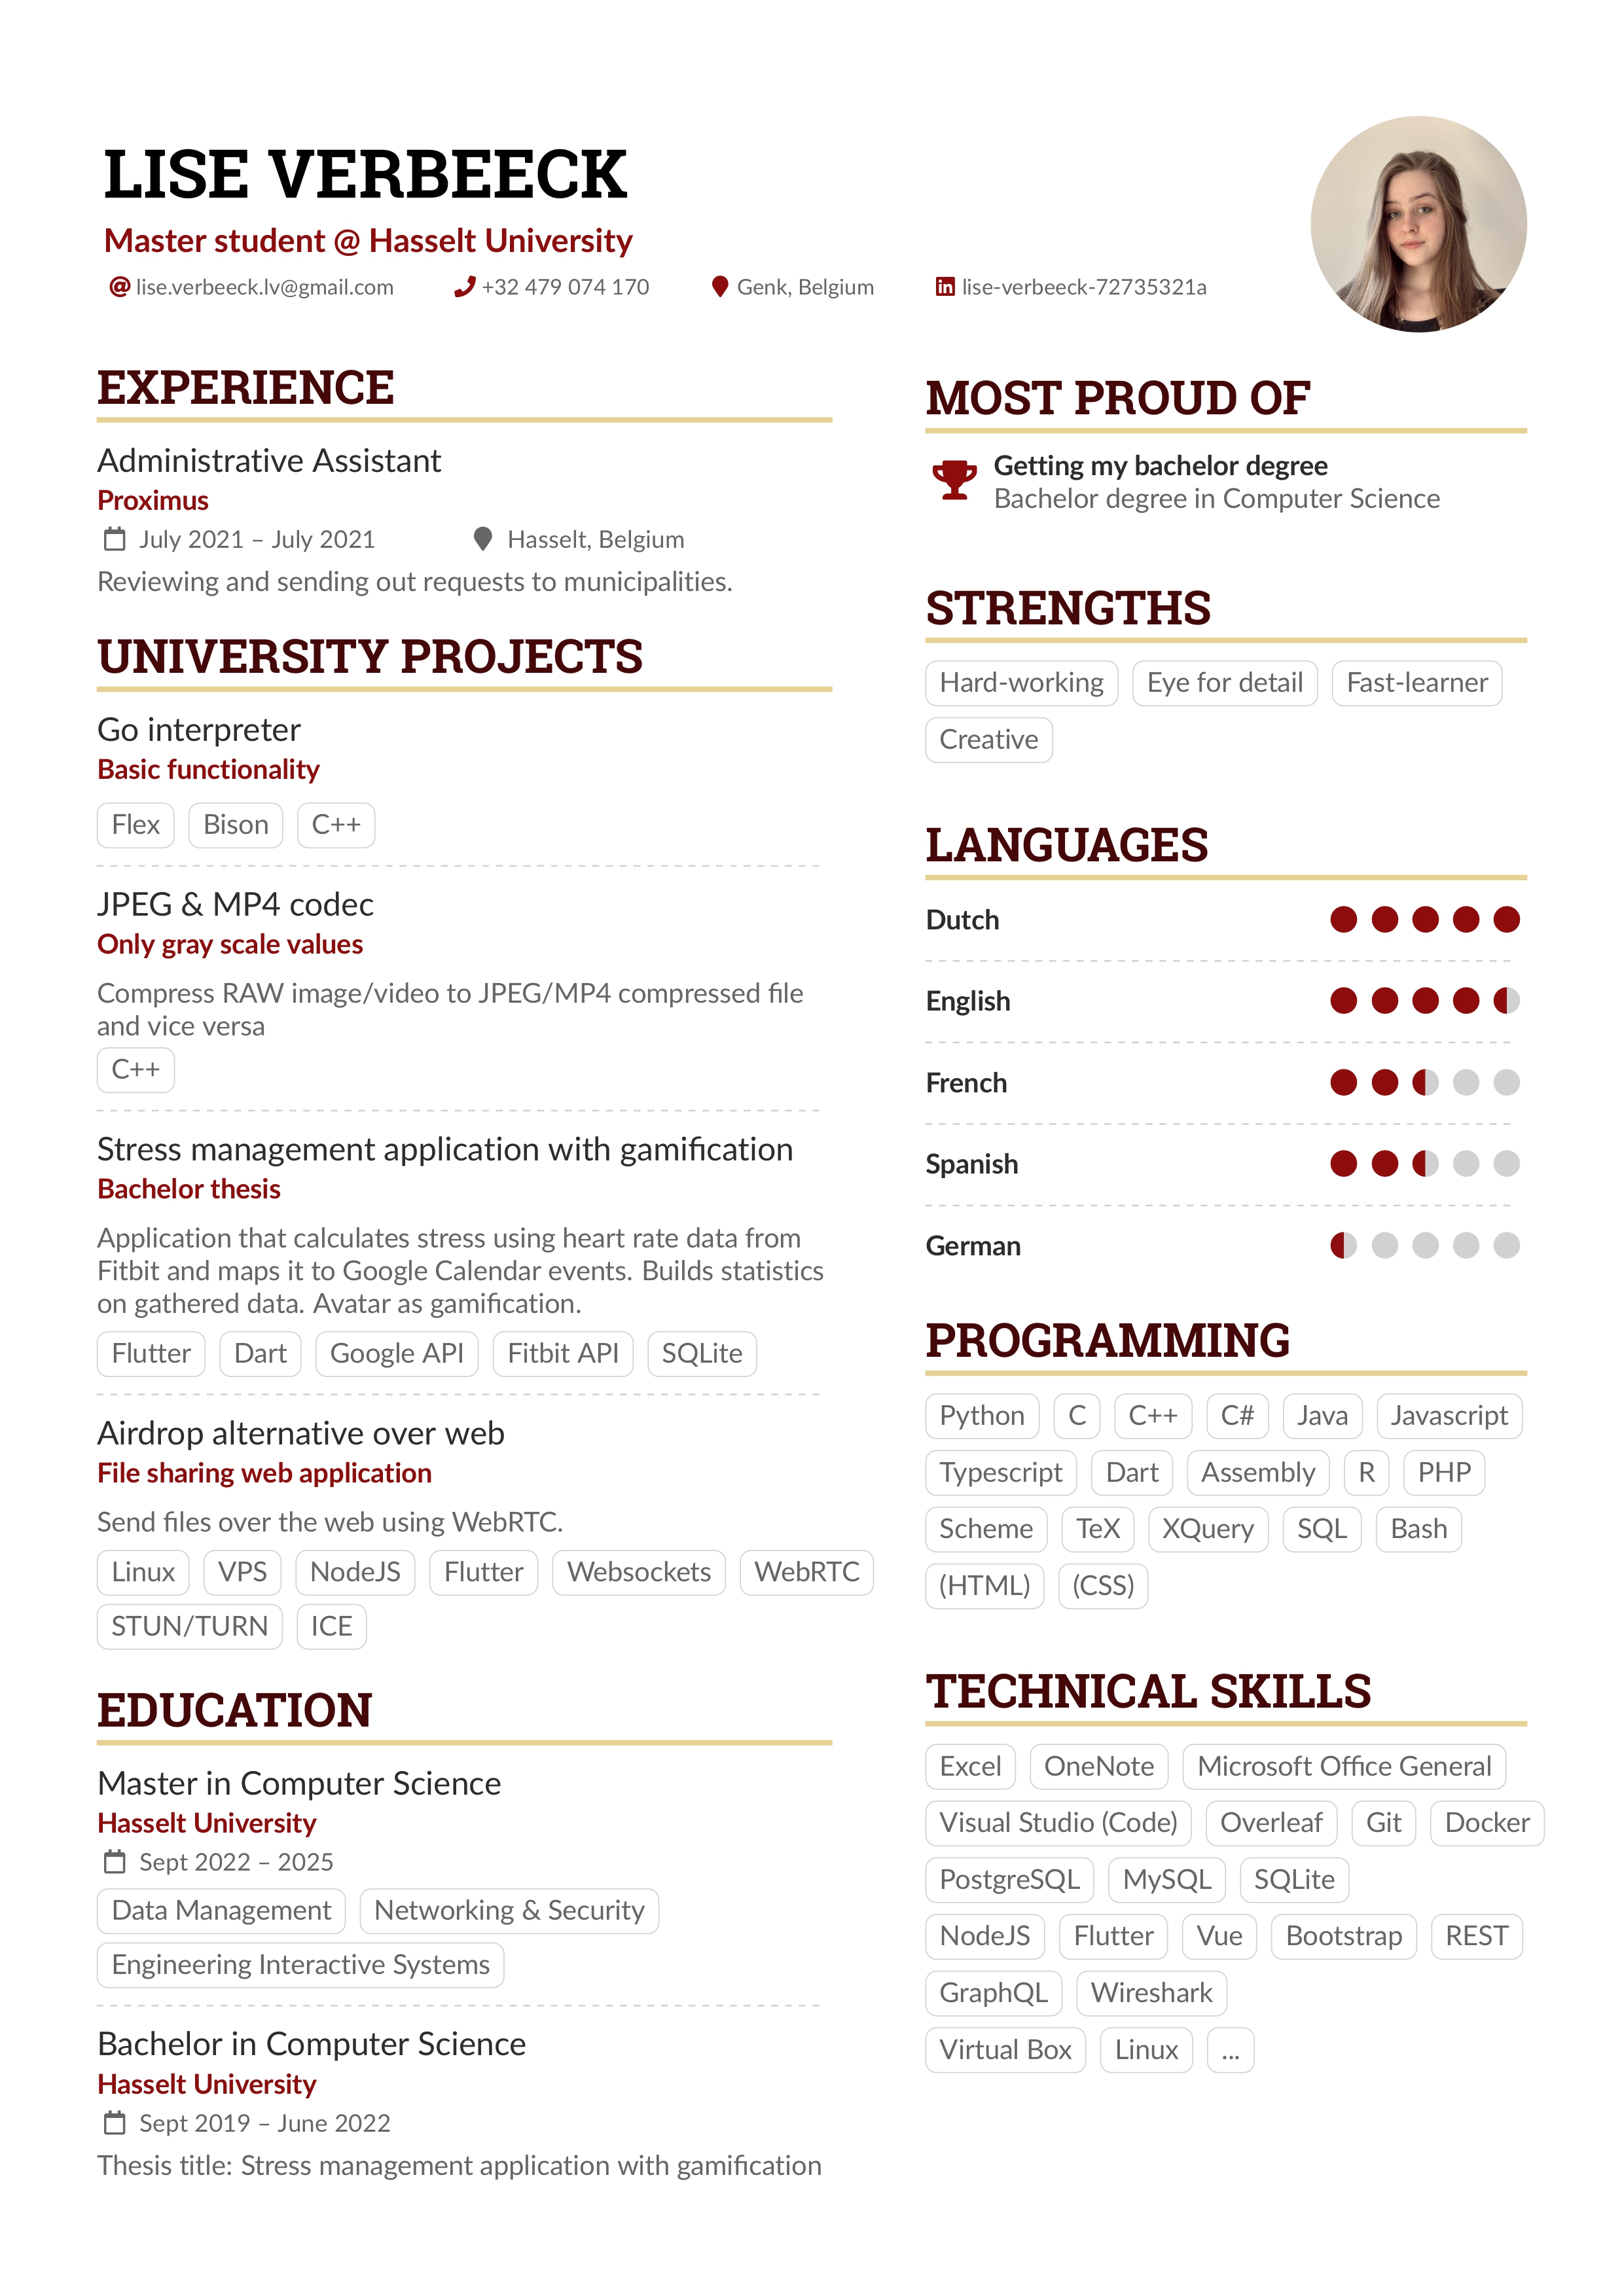 LISE VERBEECK
Master student @ Hasselt University
lise.verbeeck.lv@gmail.com +32 479 074 170 Genk, Belgium lise-verbeeck-72735321a
EXPERIENCE
Administrative Assistant
Proximus
July 2021 – July 2021 Hasselt, Belgium
Reviewing and sending out requests to municipalities.
UNIVERSITY PROJECTS
Go interpreter
Basic functionality
Flex Bison C++
JPEG & MP4 codec
Only gray scale values
Compress RAW image/video to JPEG/MP4 compressed file
and vice versa
C++
Stress management application with gamification
Bachelor thesis
Application that calculates stress using heart rate data from
Fitbit and maps it to Google Calendar events. Builds statistics
on gathered data. Avatar as gamification.
Flutter Dart Google API Fitbit API SQLite
Airdrop alternative over web
File sharing web application
Send files over the web using WebRTC.
Linux VPS NodeJS Flutter Websockets WebRTC
STUN/TURN ICE
EDUCATION
Master in Computer Science
Hasselt University
Sept 2022 – 2025
Data Management Networking & Security
Engineering Interactive Systems
Bachelor in Computer Science
Hasselt University
Sept 2019 – June 2022
Thesis title: Stress management application with gamification
MOST PROUD OF
Getting my bachelor degree
Bachelor degree in Computer Science
STRENGTHS
Hard-working Eye for detail Fast-learner
Creative
LANGUAGES
Dutch
English
French
Spanish
German
PROGRAMMING
Python C C++ C# Java Javascript
Typescript Dart Assembly R PHP
Scheme TeX XQuery SQL Bash
(HTML) (CSS)
TECHNICAL SKILLS
Excel OneNote Microsoft Office General
Visual Studio (Code) Overleaf Git Docker
PostgreSQL MySQL SQLite
NodeJS Flutter Vue Bootstrap REST
GraphQL Wireshark
Virtual Box Linux ...